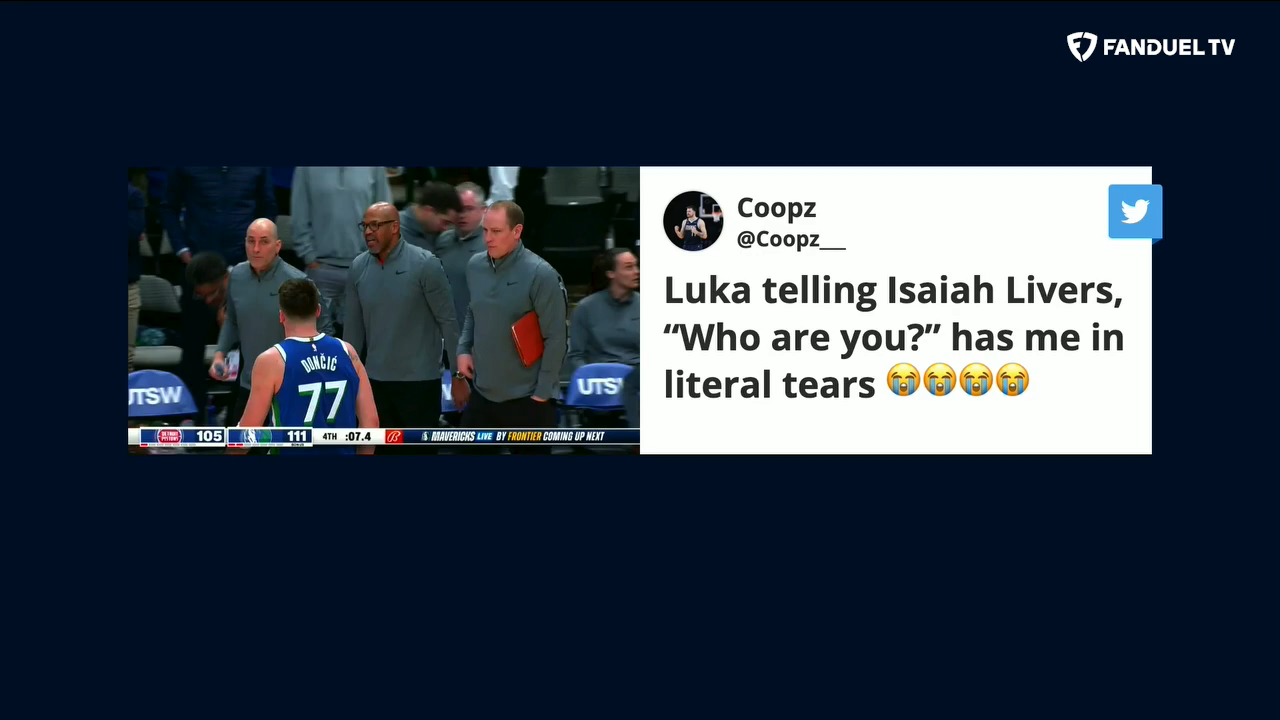 FANDUEL TV
Coopz
@Coopz___
Luka telling Isaiah Livers,
“Who are you?” has me in
literal tears 😭😭😭😭
DONČIĆ
77
UTSW
UTSW
105 111 4TH :07.4 MAVERICKS LIVE BY FRONTIER COMING UP NEXT